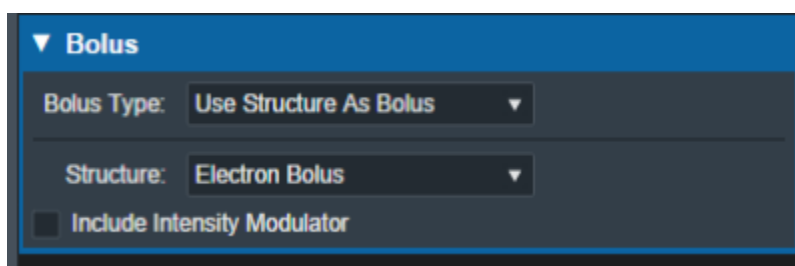 Bolus
Bolus Type: Use Structure As Bolus
Structure: Electron Bolus
Include Intensity Modulator